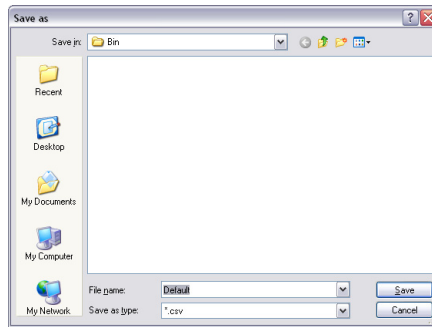 Save as
Save in: Bin
Recent
Desktop
My Documents
My Computer
My Network
File name: Default Save
Save as type: *.csv Cancel